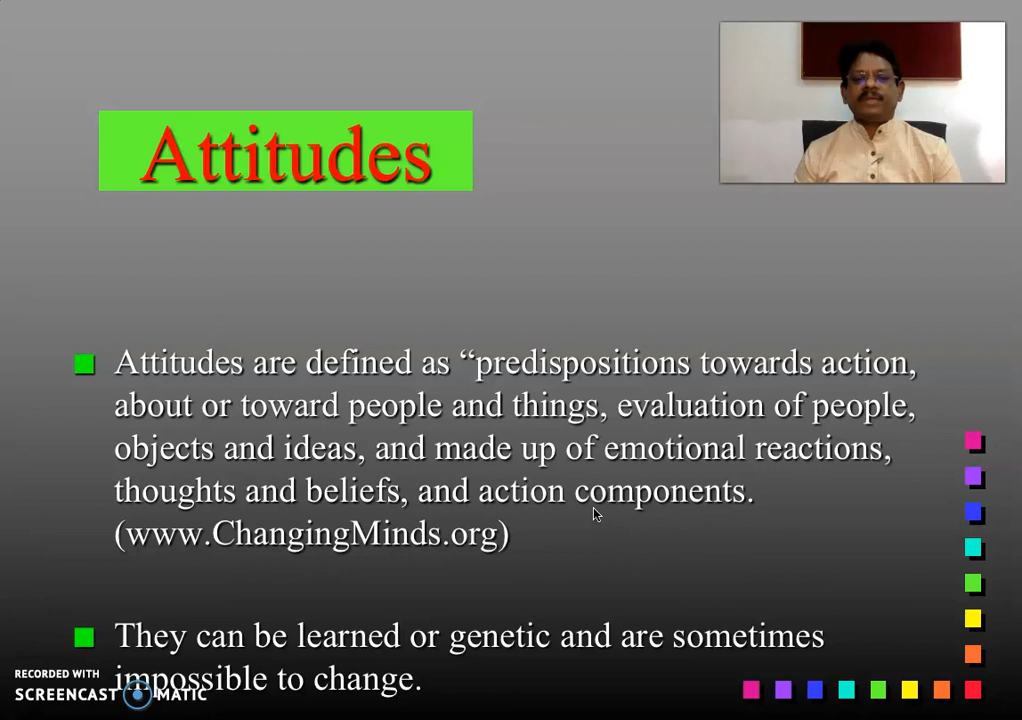 Attitudes
Attitudes are defined as “predispositions towards action,
about or toward people and things, evaluation of people,
objects and ideas, and made up of emotional reactions,
thoughts and beliefs, and action components.
(www.ChangingMinds.org)
They can be learned or genetic and are sometimes
impossible to change.
RECORDED WITH
SCREENCAST MATIC